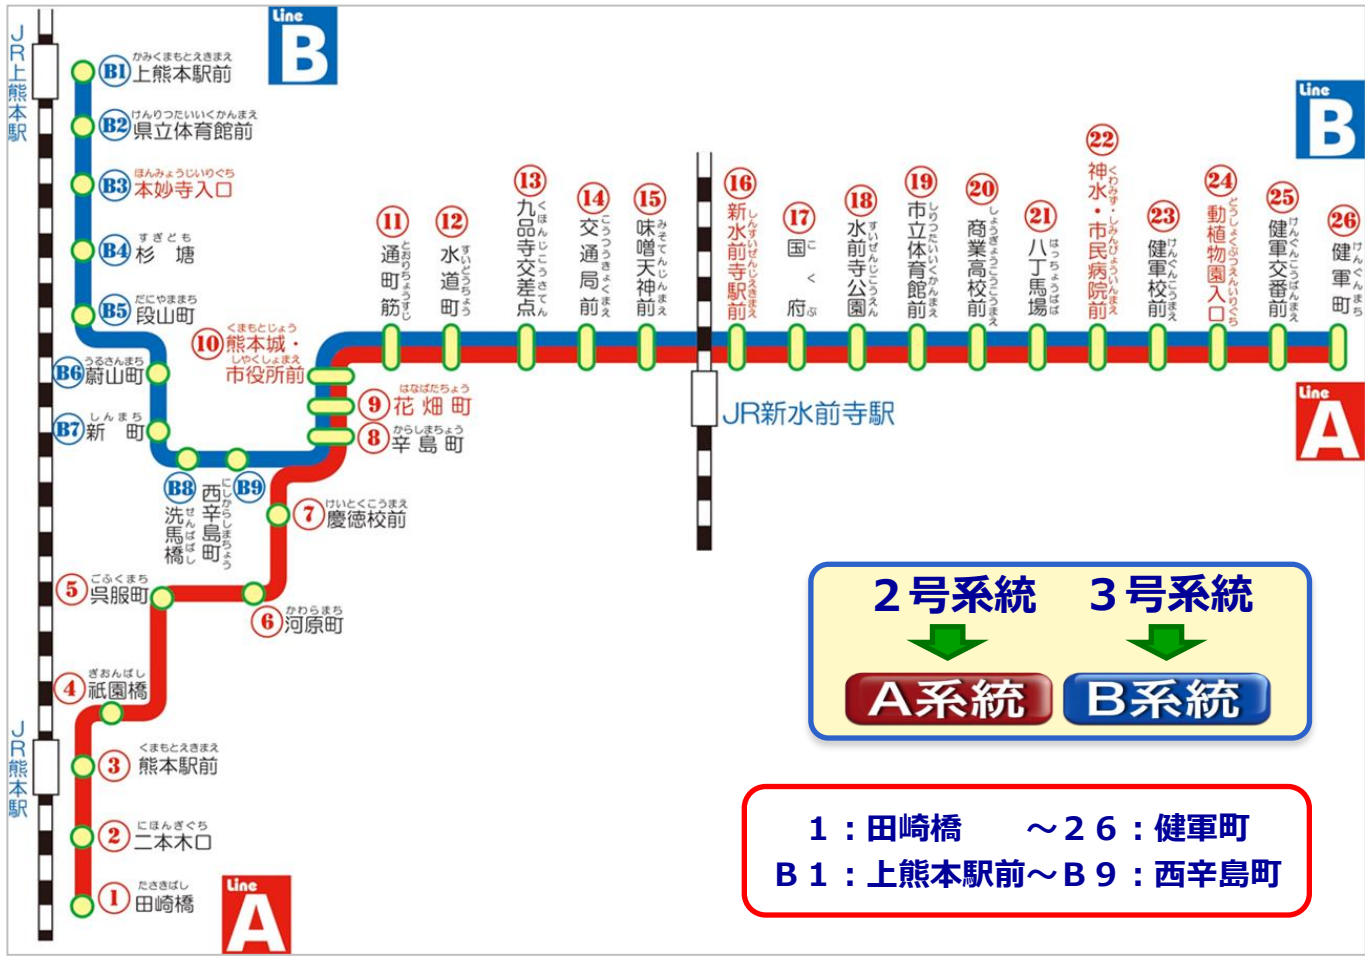 JR上熊本駅
Line
B
かみくまもとえきまえ
B1 上熊本駅前
けんりつたいいくかんまえ
B2 県立体育館前
ほんみょうじいりぐち
B3 本妙寺入口
すぎども
B4 杉塘
だにやままち
B5 段山町
うるさんまち
B6 蔚山町
しんまち
B7 新町
B8
洗馬橋
せんばばし
B9
西辛島町
にしからしまちょう
くまもとじょう
10 熊本城・
しやくしょまえ
市役所前
はなばたちょう
9 花畑町
からしまちょう
8 辛島町
けいとくこうまえ
7 慶徳校前
かわらまち
6 河原町
ごふくまち
5 呉服町
ぎおんばし
4 祇園橋
JR熊本駅
くまもとえきまえ
3 熊本駅前
にほんぎぐち
2 二本木口
たさきばし
1 田崎橋
Line
A
11
通町筋
とおりちょうすじ
12
水道町
すいどうちょう
13
九品寺交差点
くほんじこうさてん
14
交通局前
こうつうきょくまえ
15
味噌天神前
みそてんじんまえ
16
新水前寺駅前
しんすいぜんじえきまえ
17
国府
こくぶ
18
水前寺公園
すいぜんじこうえん
19
市立体育館前
しりつたいいくかんまえ
20
商業高校前
しょうぎょうこうこうまえ
21
八丁馬場
はっちょうばば
22
神水・市民病院前
くわみず・しみんびょういんまえ
23
健軍校前
けんぐんこうまえ
24
動植物園入口
どうしょくぶつえんいりぐち
25
健軍交番前
けんぐんこうばんまえ
26
健軍町
けんぐんまち
Line
B
JR新水前寺駅
Line
A
2号系統 3号系統
A系統 B系統
1：田崎橋 ～26：健軍町
B1：上熊本駅前～B9：西辛島町